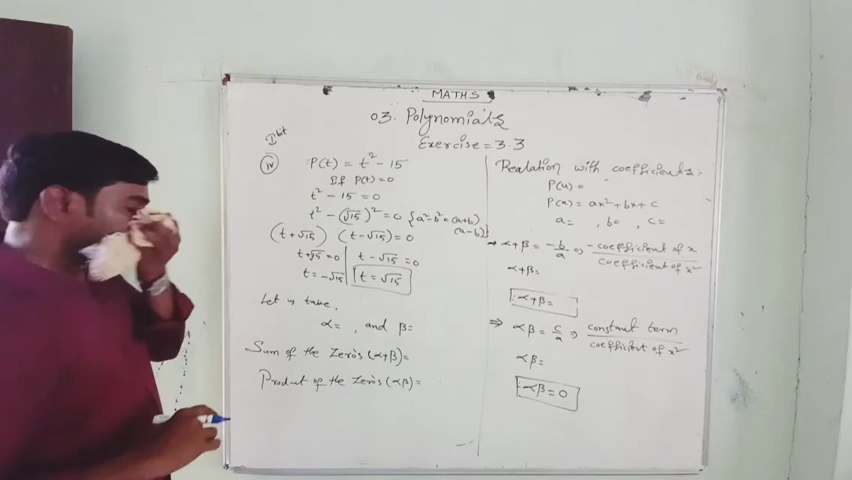 MATHS
03. Polynomials
Exercise = 3.3
I bit
iv) P(t) = t² - 15
If P(t) = 0
t² - 15 = 0
t² - (√15)² = 0 {a² - b² = (a+b)
(a-b)}
(t+√15) (t-√15) = 0
t+√15 = 0 | t - √15 = 0
t = -√15 | t = √15
Let us take,
α= , and β=
Sum of the Zeros (α+β)=
Product of the Zeros (αβ)=
Realation with coefficients:
P(x) =
P(x) = ax² + bx + c
a= , b= , c=
⇒ α+β = -b/a ⇒ -coefficient of x / coefficient of x²
α+β=
∴ α+β=
⇒ αβ = c/a ⇒ constant term / coefficient of x²
αβ=
∴ αβ = 0